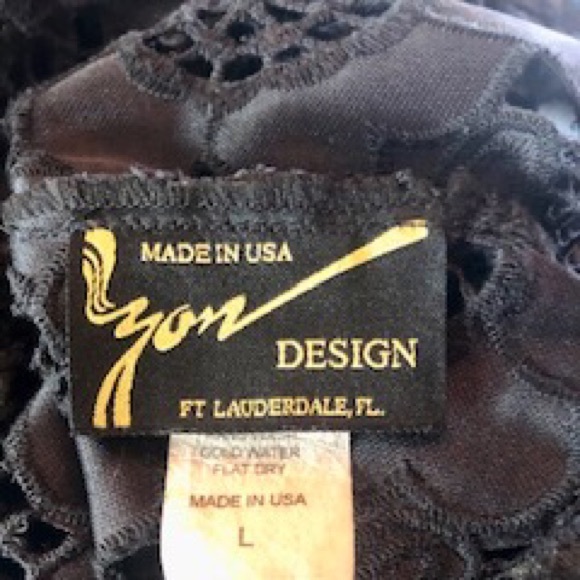 MADE IN USA
Lyon
DESIGN
FT LAUDERDALE, FL.
COLD WATER
FLAT DRY
MADE IN USA
L